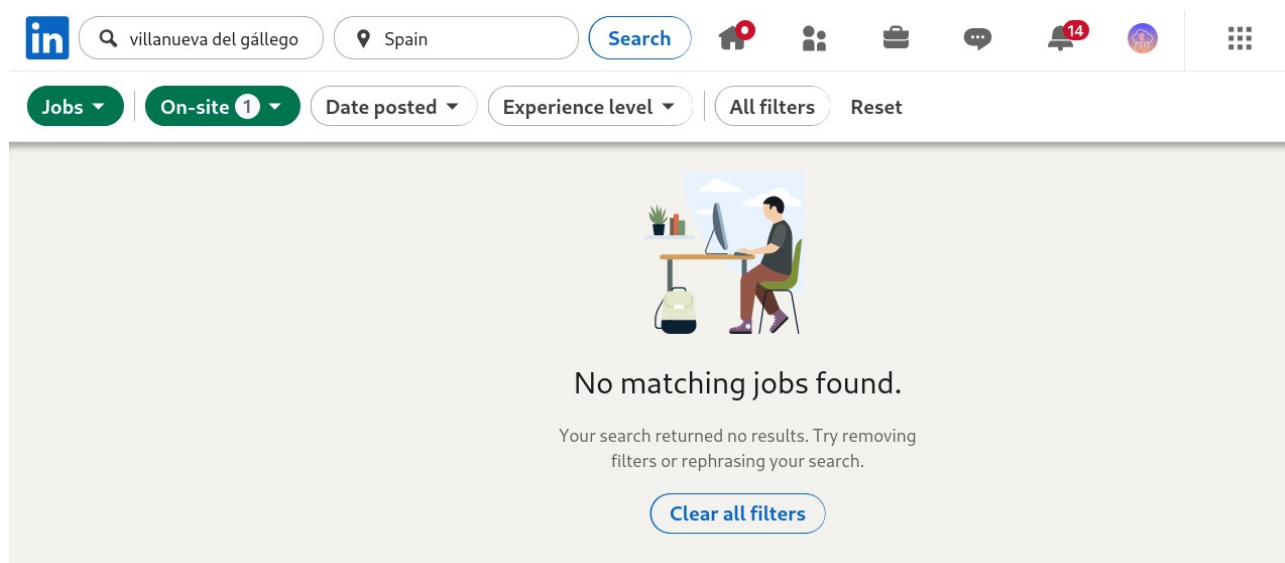 in villanueva del gállego Spain Search 14
Jobs On-site 1 Date posted Experience level All filters Reset
No matching jobs found.
Your search returned no results. Try removing
filters or rephrasing your search.
Clear all filters